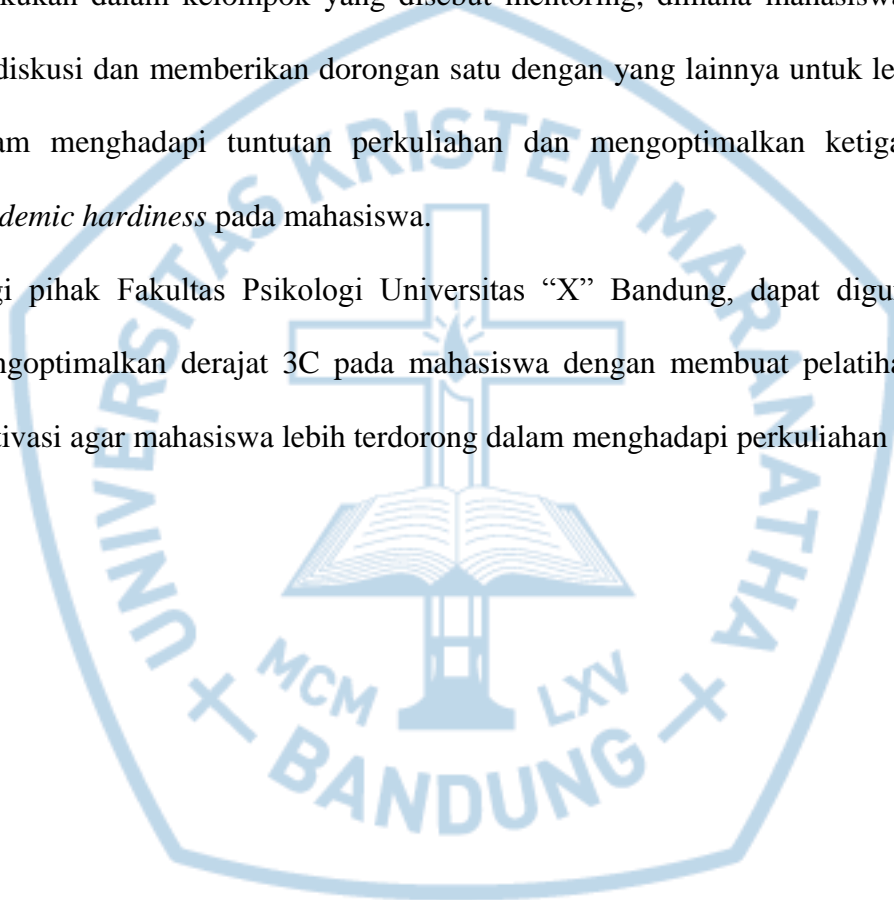 kukan dalam kelompok yang disebut mentoring, dimana mahasiswa
diskusi dan memberikan dorongan satu dengan yang lainnya untuk le
am menghadapi tuntutan perkuliahan dan mengoptimalkan ketiga
demic hardiness pada mahasiswa.
gi pihak Fakultas Psikologi Universitas “X” Bandung, dapat digu
ngoptimalkan derajat 3C pada mahasiswa dengan membuat pelatiha
tivasi agar mahasiswa lebih terdorong dalam menghadapi perkuliahan
UNIVERSITAS KRISTEN MARANATHA
MCM LXV
BANDUNG